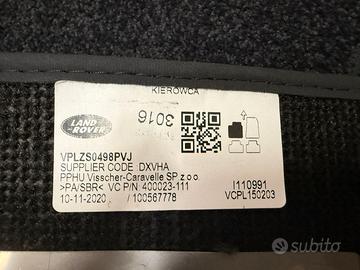 KIEROWCA
LAND
ROVER
3016
VPLZS0498PVJ
SUPPLIER CODE DXVHA
PPHU Visscher-Caravelle SP.z o.o.
>PA/SBR< VC P/N 400023-111
I110991
10-11-2020 /100567778
VCPL150203
subito